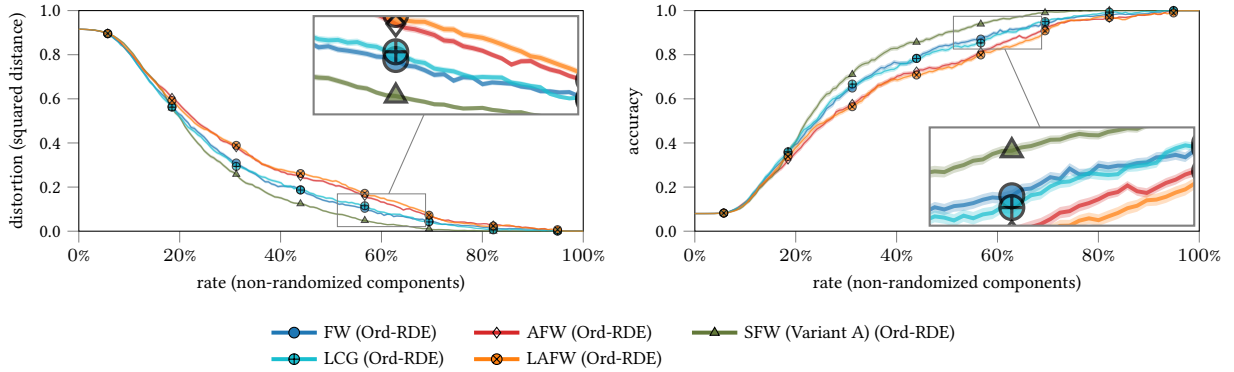 1.0
0.8
0.6
0.4
0.2
0.0
distortion (squared distance)
0% 20% 40% 60% 80% 100%
rate (non-randomized components)
1.0
0.8
0.6
0.4
0.2
0.0
accuracy
0% 20% 40% 60% 80% 100%
rate (non-randomized components)
FW (Ord-RDE) AFW (Ord-RDE) SFW (Variant A) (Ord-RDE)
LCG (Ord-RDE) LAFW (Ord-RDE)